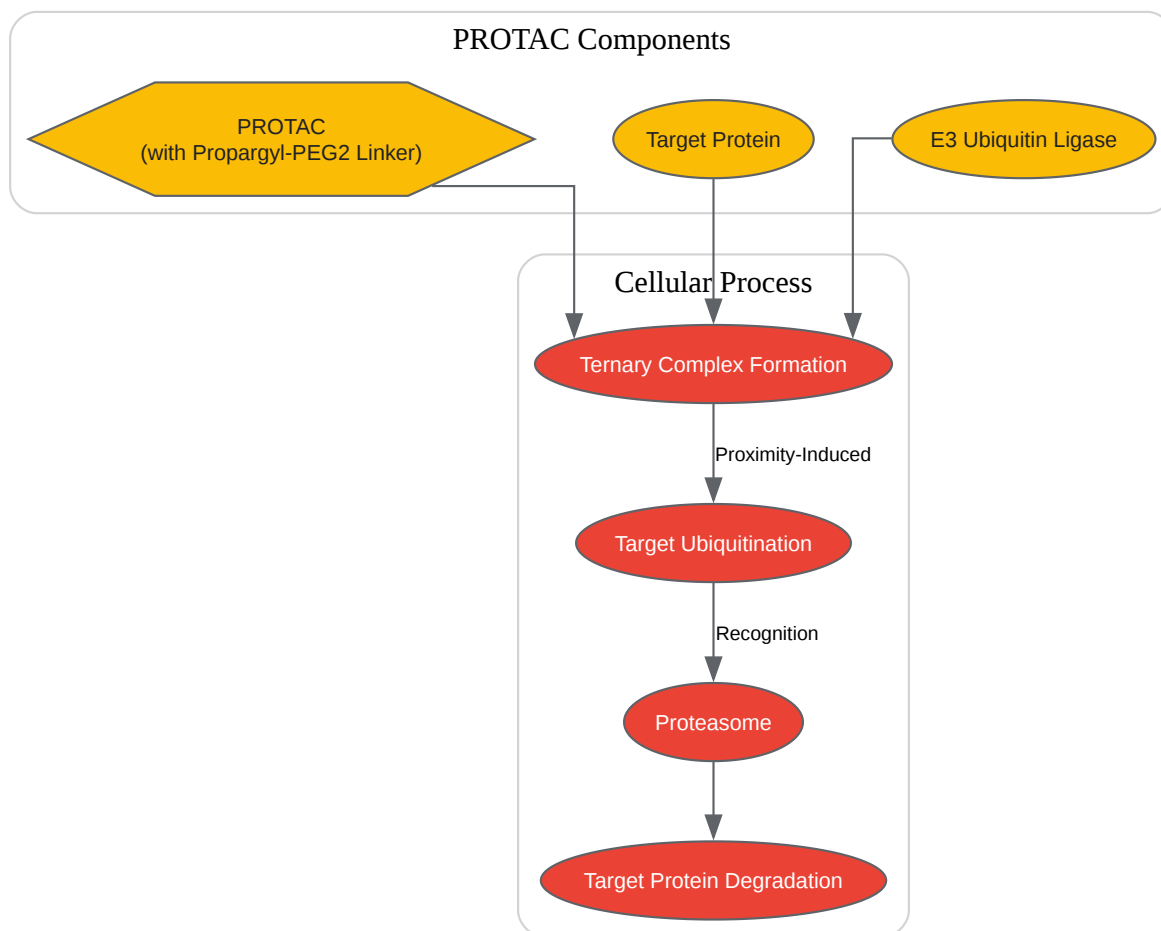 PROTAC Components
PROTAC
(with Propargyl-PEG2 Linker)
Target Protein
E3 Ubiquitin Ligase
Cellular Process
Ternary Complex Formation
Proximity-Induced
Target Ubiquitination
Recognition
Proteasome
Target Protein Degradation